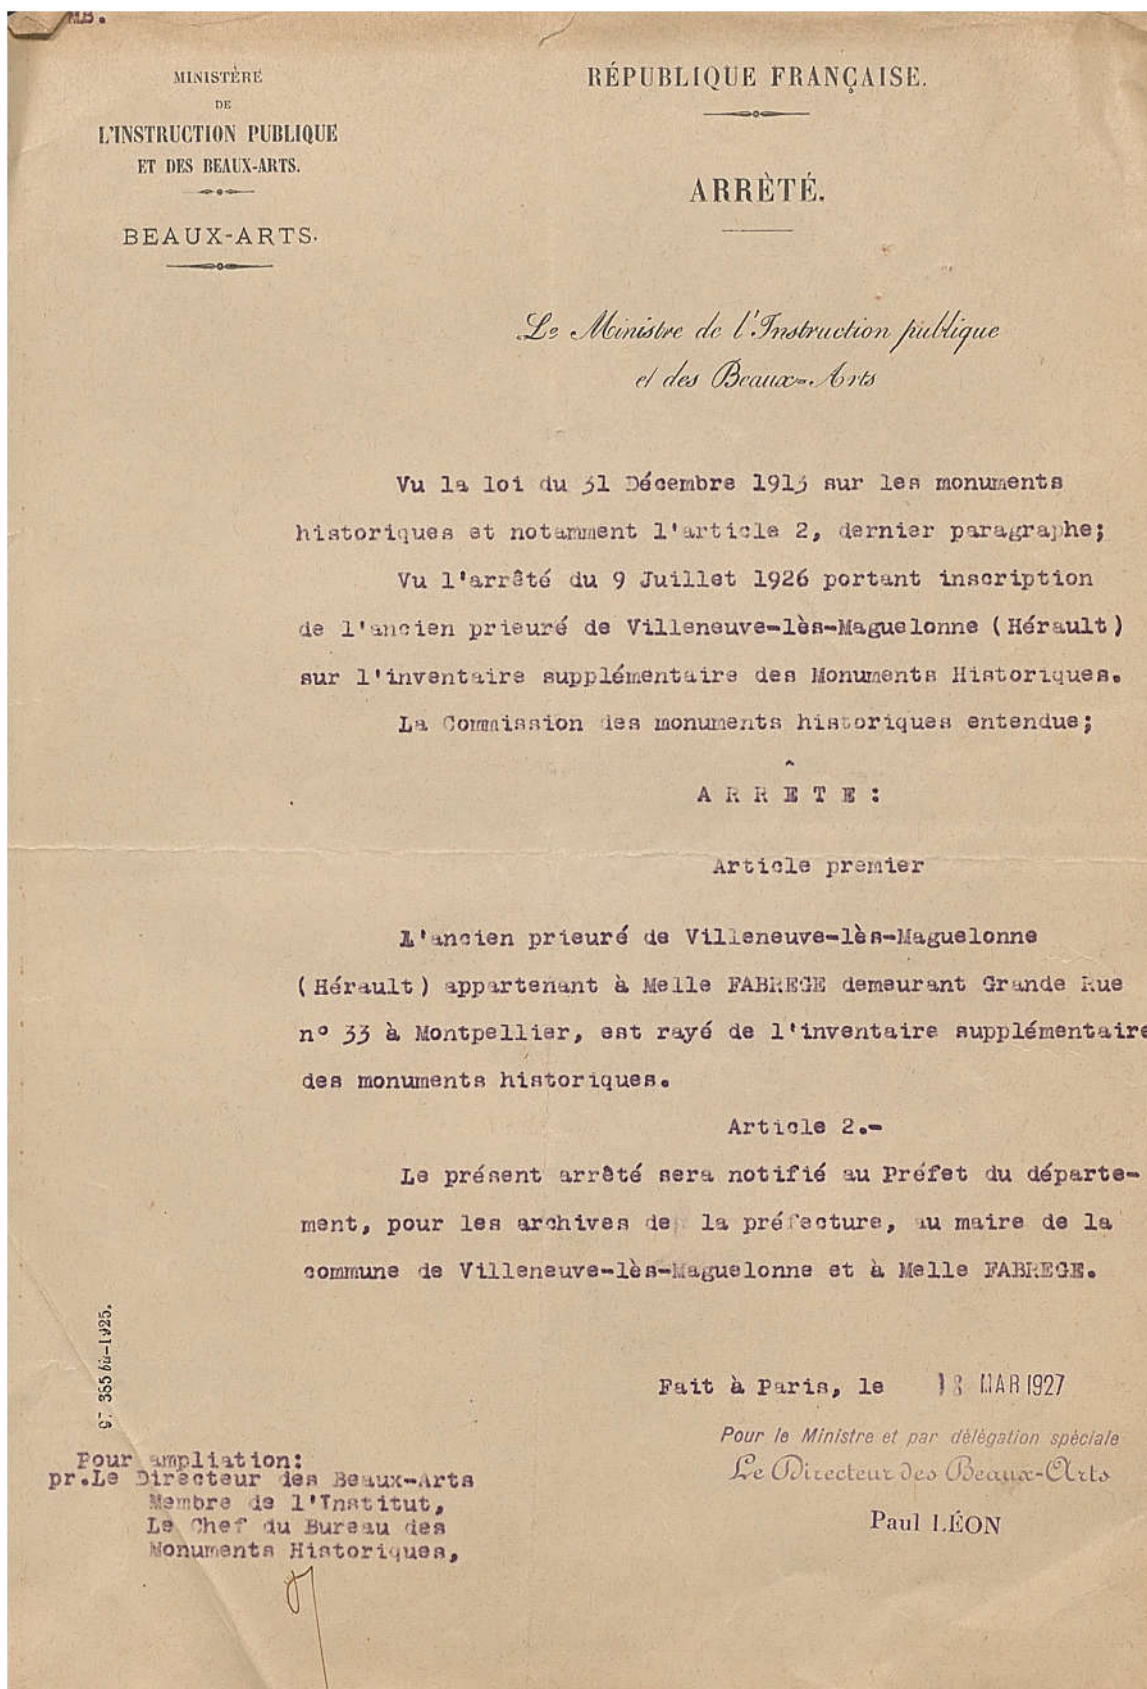 MB.
MINISTÈRE
DE
L'INSTRUCTION PUBLIQUE
ET DES BEAUX-ARTS.
BEAUX-ARTS.
RÉPUBLIQUE FRANÇAISE.
ARRÈTÉ.
Le Ministre de l'Instruction publique
et des Beaux-Arts
Vu la loi du 31 Décembre 1913 sur les monuments
historiques et notamment l'article 2, dernier paragraphe;
Vu l'arrêté du 9 Juillet 1926 portant inscription
de l'ancien prieuré de Villeneuve-lès-Maguelonne (Hérault)
sur l'inventaire supplémentaire des Monuments Historiques.
La Commission des monuments historiques entendue;
ARRÊTE:
Article premier
L'ancien prieuré de Villeneuve-lès-Maguelonne
(Hérault) appartenant à Melle FABREGE demeurant Grande Rue
n° 33 à Montpellier, est rayé de l'inventaire supplémentaire
des monuments historiques.
Article 2.-
Le présent arrêté sera notifié au Préfet du départe-
ment, pour les archives de la préfecture, au maire de la
commune de Villeneuve-lès-Maguelonne et à Melle FABREGE.
Fait à Paris, le 18 MAR 1927
Pour le Ministre et par délégation spéciale
Le Directeur des Beaux-Arts
Paul LÉON
Pour ampliation:
pr.Le Directeur des Beaux-Arts
Membre de l'Institut,
Le Chef du Bureau des
Monuments Historiques,